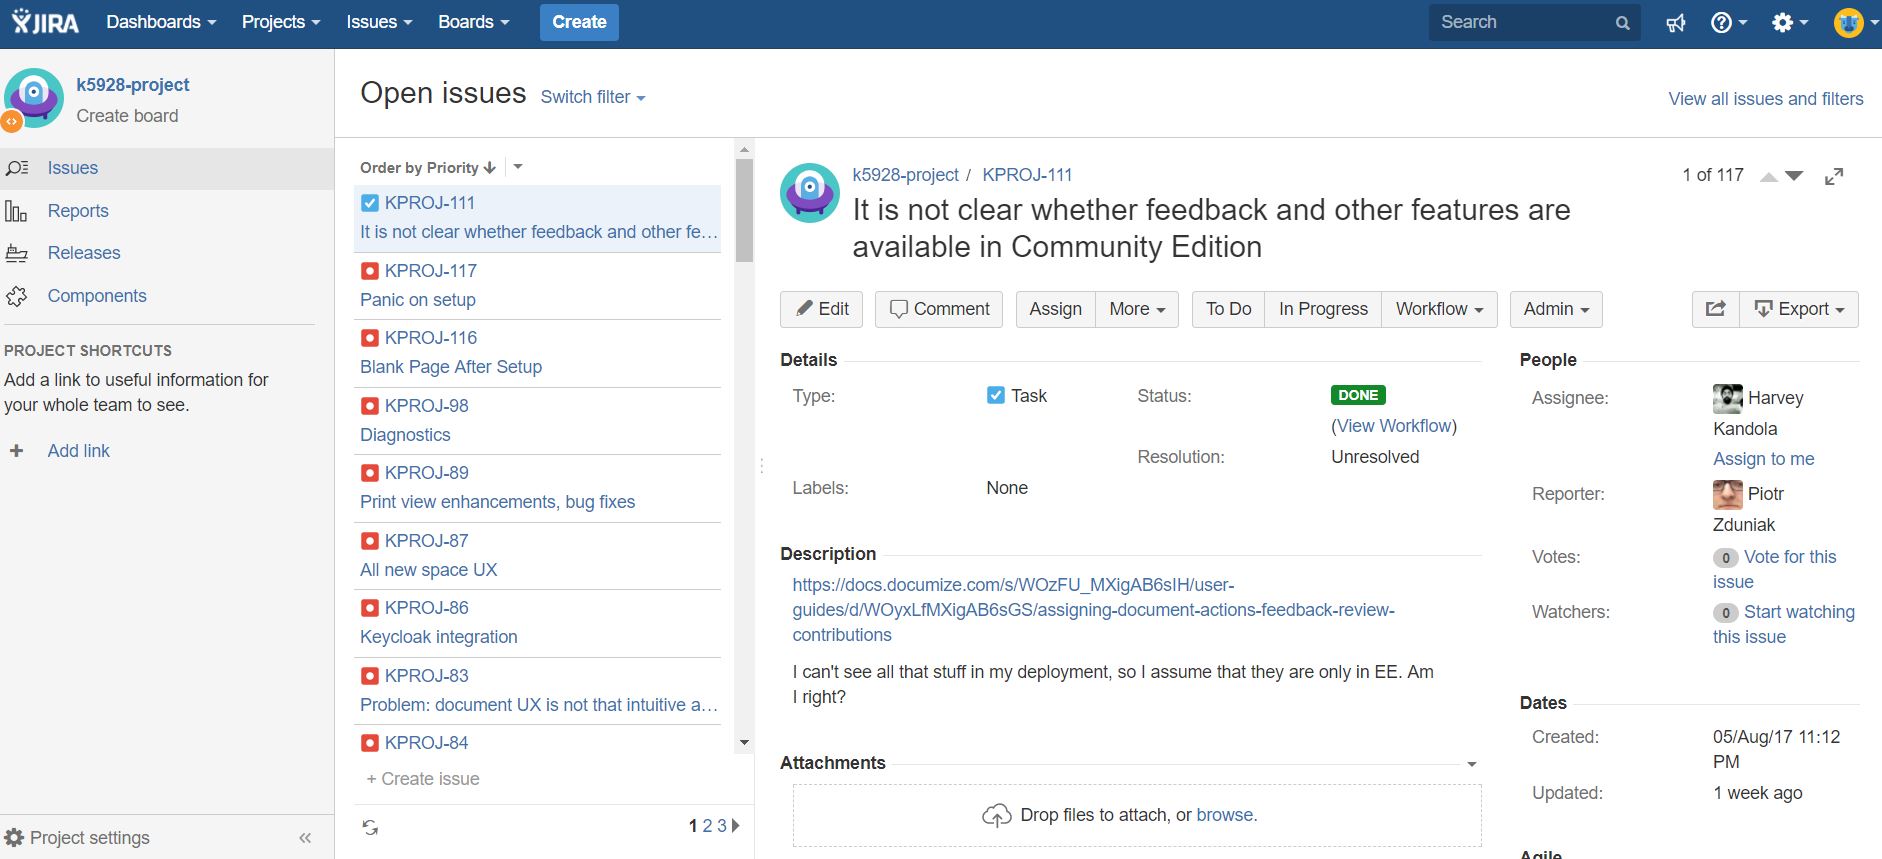 JIRA Dashboards Projects Issues Boards Create Search
k5928-project
Create board
Issues
Reports
Releases
Components
PROJECT SHORTCUTS
Add a link to useful information for
your whole team to see.
+ Add link
Project settings «
Open issues Switch filter
View all issues and filters
Order by Priority
KPROJ-111
It is not clear whether feedback and other fe…
KPROJ-117
Panic on setup
KPROJ-116
Blank Page After Setup
KPROJ-98
Diagnostics
KPROJ-89
Print view enhancements, bug fixes
KPROJ-87
All new space UX
KPROJ-86
Keycloak integration
KPROJ-83
Problem: document UX is not that intuitive a…
KPROJ-84
+ Create issue
1 2 3
k5928-project / KPROJ-111
1 of 117
It is not clear whether feedback and other features are
available in Community Edition
Edit Comment Assign More To Do In Progress Workflow Admin Export
Details
Type: Task
Status: DONE
(View Workflow)
Resolution: Unresolved
Labels: None
Description
https://docs.documize.com/s/WOzFU_MXigAB6sIH/user-
guides/d/WOyxLfMXigAB6sGS/assigning-document-actions-feedback-review-
contributions
I can't see all that stuff in my deployment, so I assume that they are only in EE. Am
I right?
Attachments
Drop files to attach, or browse.
People
Assignee: Harvey
Kandola
Assign to me
Reporter: Piotr
Zduniak
Votes: 0 Vote for this
issue
Watchers: 0 Start watching
this issue
Dates
Created: 05/Aug/17 11:12
PM
Updated: 1 week ago
Agile